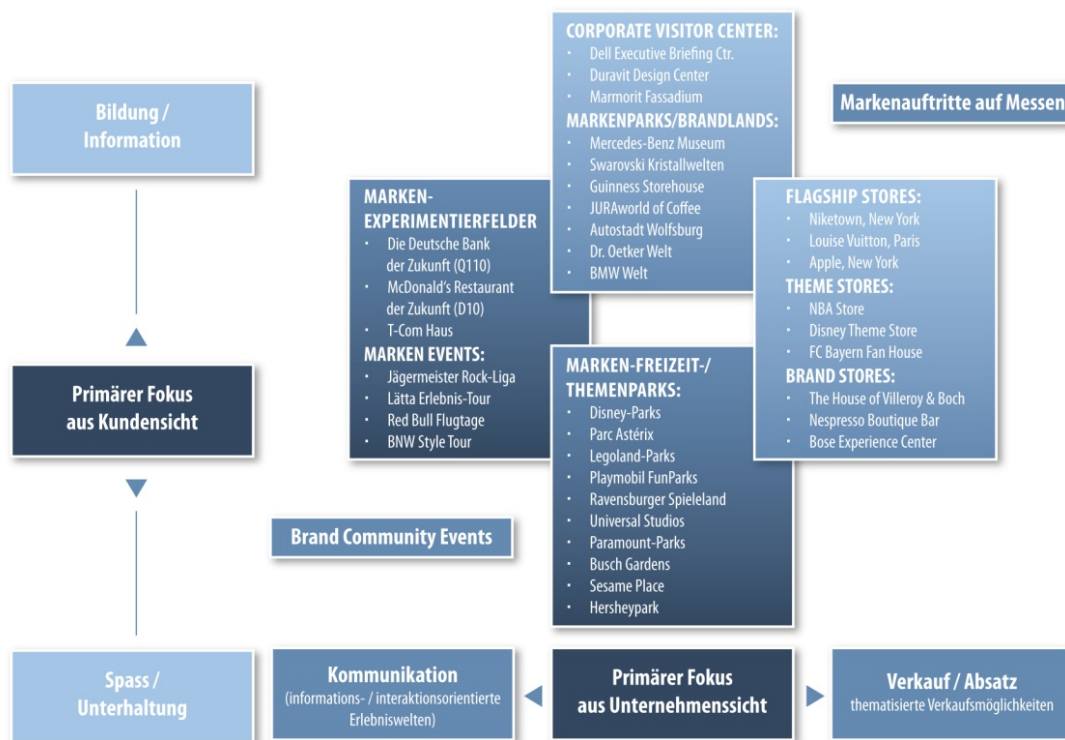 CORPORATE VISITOR CENTER:
· Dell Executive Briefing Ctr.
· Duravit Design Center
· Marmorit Fassadium
MARKENPARKS/BRANDLANDS:
· Mercedes-Benz Museum
· Swarovski Kristallwelten
· Guinness Storehouse
· JURAworld of Coffee
· Autostadt Wolfsburg
· Dr. Oetker Welt
· BMW Welt
Bildung /
Information
Markenauftritte auf Messen
MARKEN-
EXPERIMENTIERFELDER
· Die Deutsche Bank
der Zukunft (Q110)
· McDonald's Restaurant
der Zukunft (D10)
· T-Com Haus
MARKEN EVENTS:
· Jägermeister Rock-Liga
· Lätta Erlebnis-Tour
· Red Bull Flugtage
· BNW Style Tour
FLAGSHIP STORES:
· Niketown, New York
· Louise Vuitton, Paris
· Apple, New York
THEME STORES:
· NBA Store
· Disney Theme Store
· FC Bayern Fan House
BRAND STORES:
· The House of Villeroy & Boch
· Nespresso Boutique Bar
· Bose Experience Center
Primärer Fokus
aus Kundensicht
MARKEN-FREIZEIT-/
THEMENPARKS:
· Disney-Parks
· Parc Astérix
· Legoland-Parks
· Playmobil FunParks
· Ravensburger Spieleland
· Universal Studios
· Paramount-Parks
· Busch Gardens
· Sesame Place
· Hersheypark
Brand Community Events
Spass /
Unterhaltung
Kommunikation
(informations- / interaktionsorientierte
Erlebniswelten)
Primärer Fokus
aus Unternehmenssicht
Verkauf / Absatz
thematisierte Verkaufsmöglichkeiten